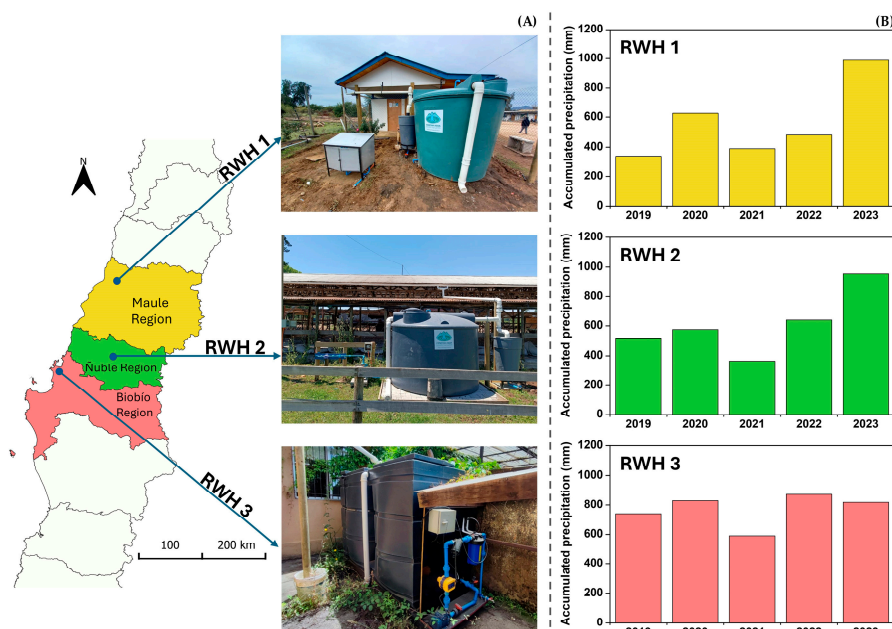 (A)
N
RWH 1
RWH 2
RWH 3
Maule
Region
Ñuble Region
Biobío
Region
100
200 km
(B)
RWH 1
Accumulated precipitation (mm)
1200
1000
800
600
400
200
0
2019
2020
2021
2022
2023
RWH 2
Accumulated precipitation (mm)
1200
1000
800
600
400
200
0
2019
2020
2021
2022
2023
RWH 3
Accumulated precipitation (mm)
1200
1000
800
600
400
200
0